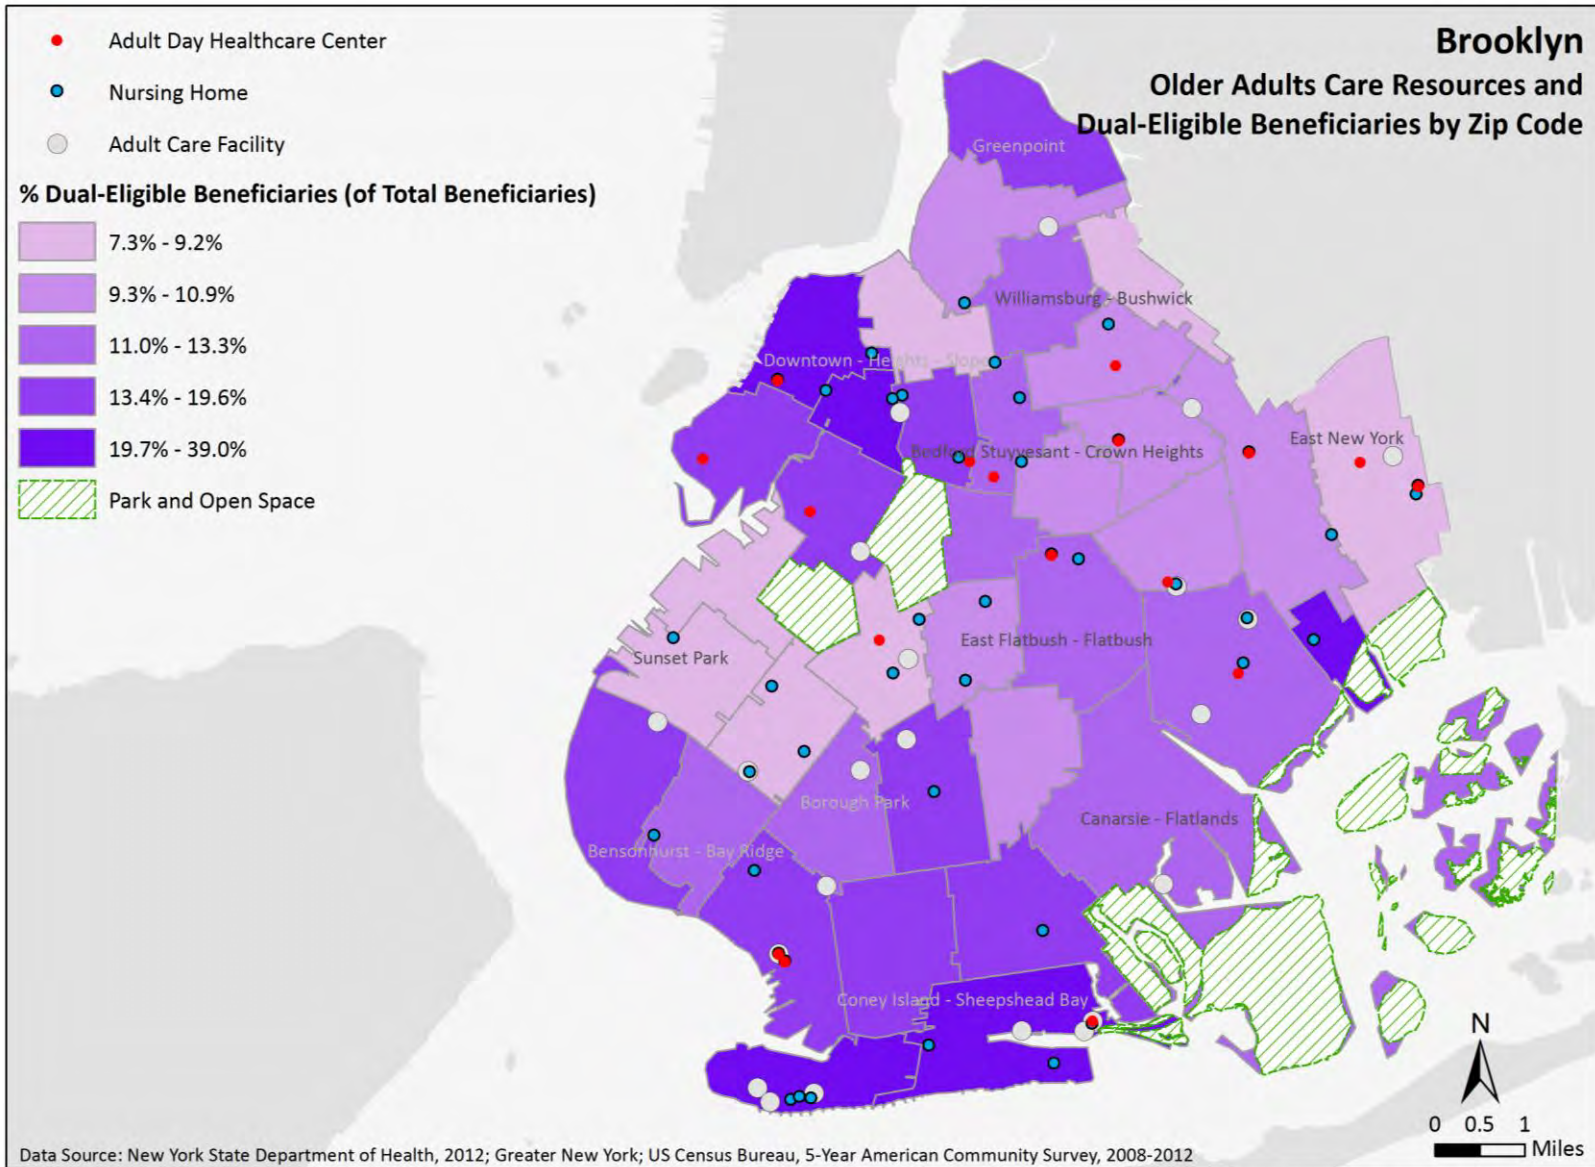 Brooklyn
Older Adults Care Resources and
Dual-Eligible Beneficiaries by Zip Code
Adult Day Healthcare Center
Nursing Home
Adult Care Facility
% Dual-Eligible Beneficiaries (of Total Beneficiaries)
7.3% - 9.2%
9.3% - 10.9%
11.0% - 13.3%
13.4% - 19.6%
19.7% - 39.0%
Park and Open Space
Greenpoint
Williamsburg - Bushwick
Downtown - Heights - Slope
Bedford Stuyvesant - Crown Heights
East New York
Sunset Park
East Flatbush - Flatbush
Borough Park
Canarsie - Flatlands
Bensonhurst - Bay Ridge
Coney Island - Sheepshead Bay
N
0 0.5 1
Miles
Data Source: New York State Department of Health, 2012; Greater New York; US Census Bureau, 5-Year American Community Survey, 2008-2012